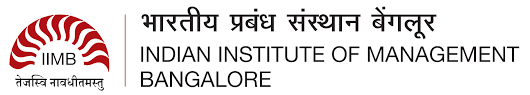 IIMB
तेजस्वि नावधीतमस्तु
भारतीय प्रबंध संस्थान बेंगलूर
INDIAN INSTITUTE OF MANAGEMENT
BANGALORE